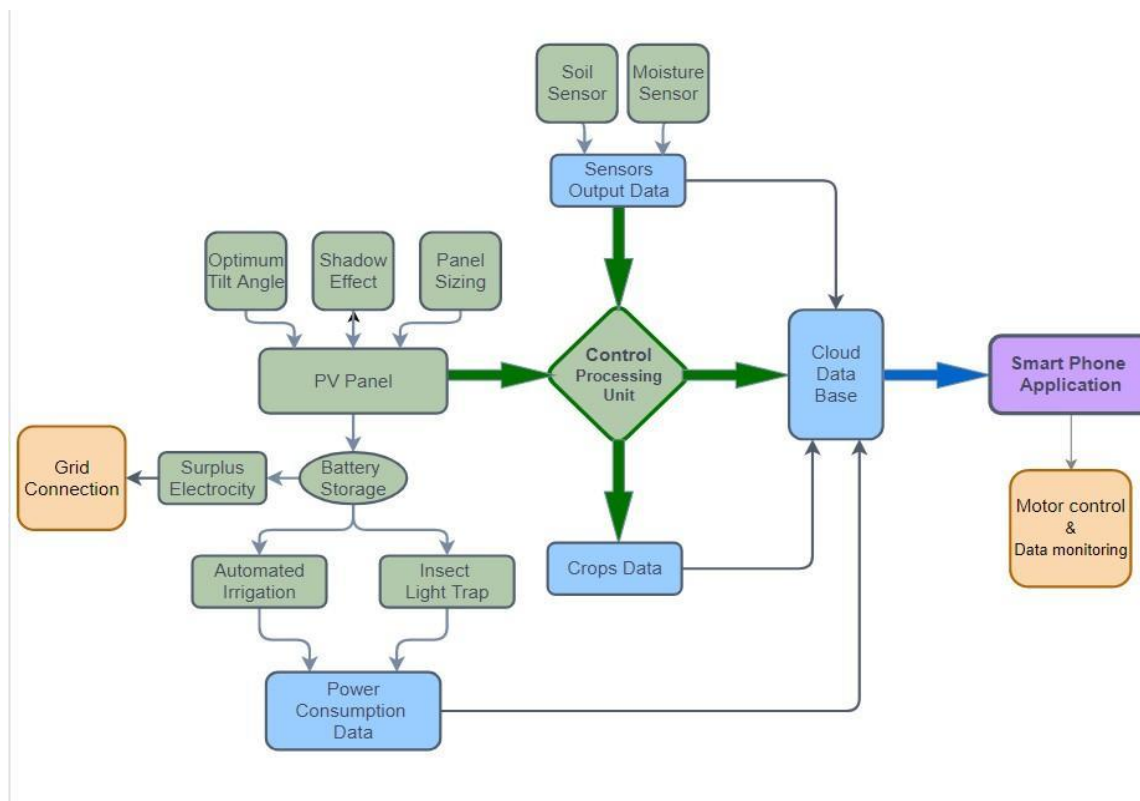 Soil
Sensor
Moisture
Sensor
Sensors
Output Data
Optimum
Tilt Angle
Shadow
Effect
Panel
Sizing
PV Panel
Control
Processing
Unit
Cloud
Data
Base
Smart Phone
Application
Grid
Connection
Surplus
Electrocity
Battery
Storage
Motor control
&
Data monitoring
Automated
Irrigation
Insect
Light Trap
Crops Data
Power
Consumption
Data